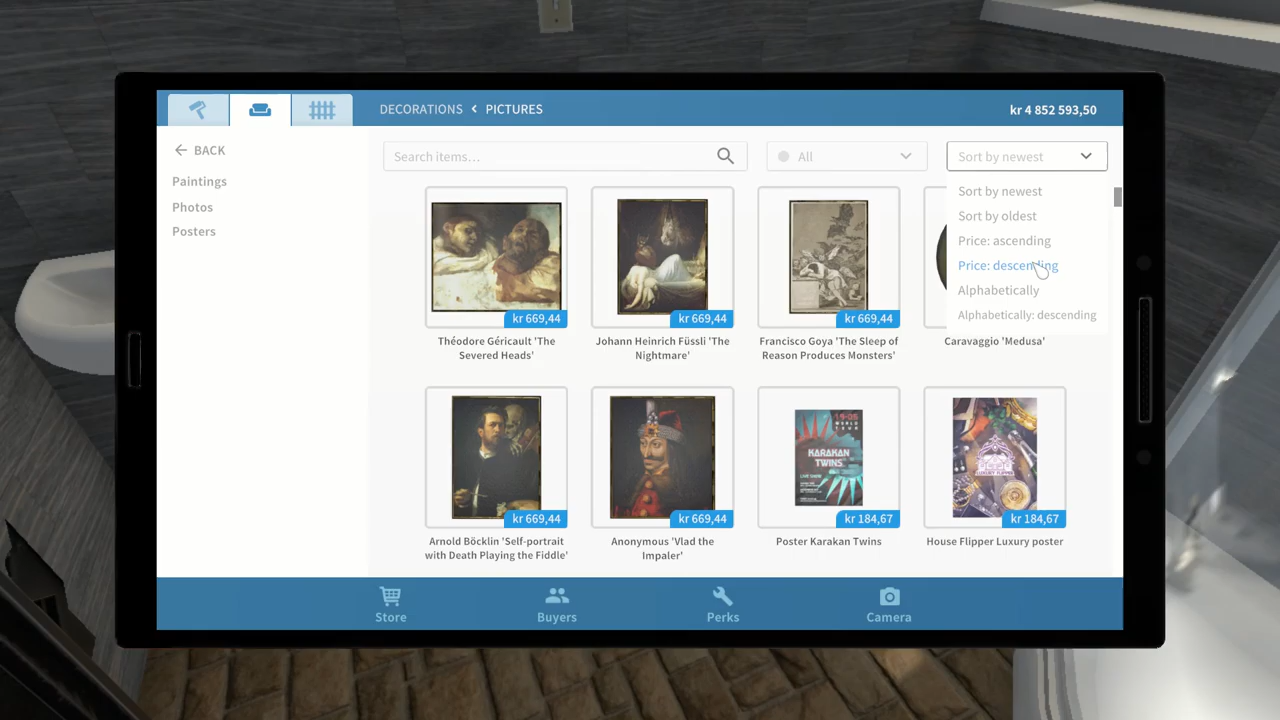 DECORATIONS < PICTURES
kr 4 852 593,50
BACK
Paintings
Photos
Posters
Search items...
All
Sort by newest
Sort by newest
Sort by oldest
Price: ascending
Price: descending
Alphabetically
Alphabetically: descending
kr 669,44
kr 669,44
kr 669,44
Théodore Géricault 'The
Severed Heads'
Johann Heinrich Füssli 'The
Nightmare'
Francisco Goya 'The Sleep of
Reason Produces Monsters'
Caravaggio 'Medusa'
KARAKAN
TWINS
kr 669,44
kr 669,44
kr 184,67
kr 184,67
Arnold Böcklin 'Self-portrait
with Death Playing the Fiddle'
Anonymous 'Vlad the
Impaler'
Poster Karakan Twins
House Flipper Luxury poster
Store
Buyers
Perks
Camera